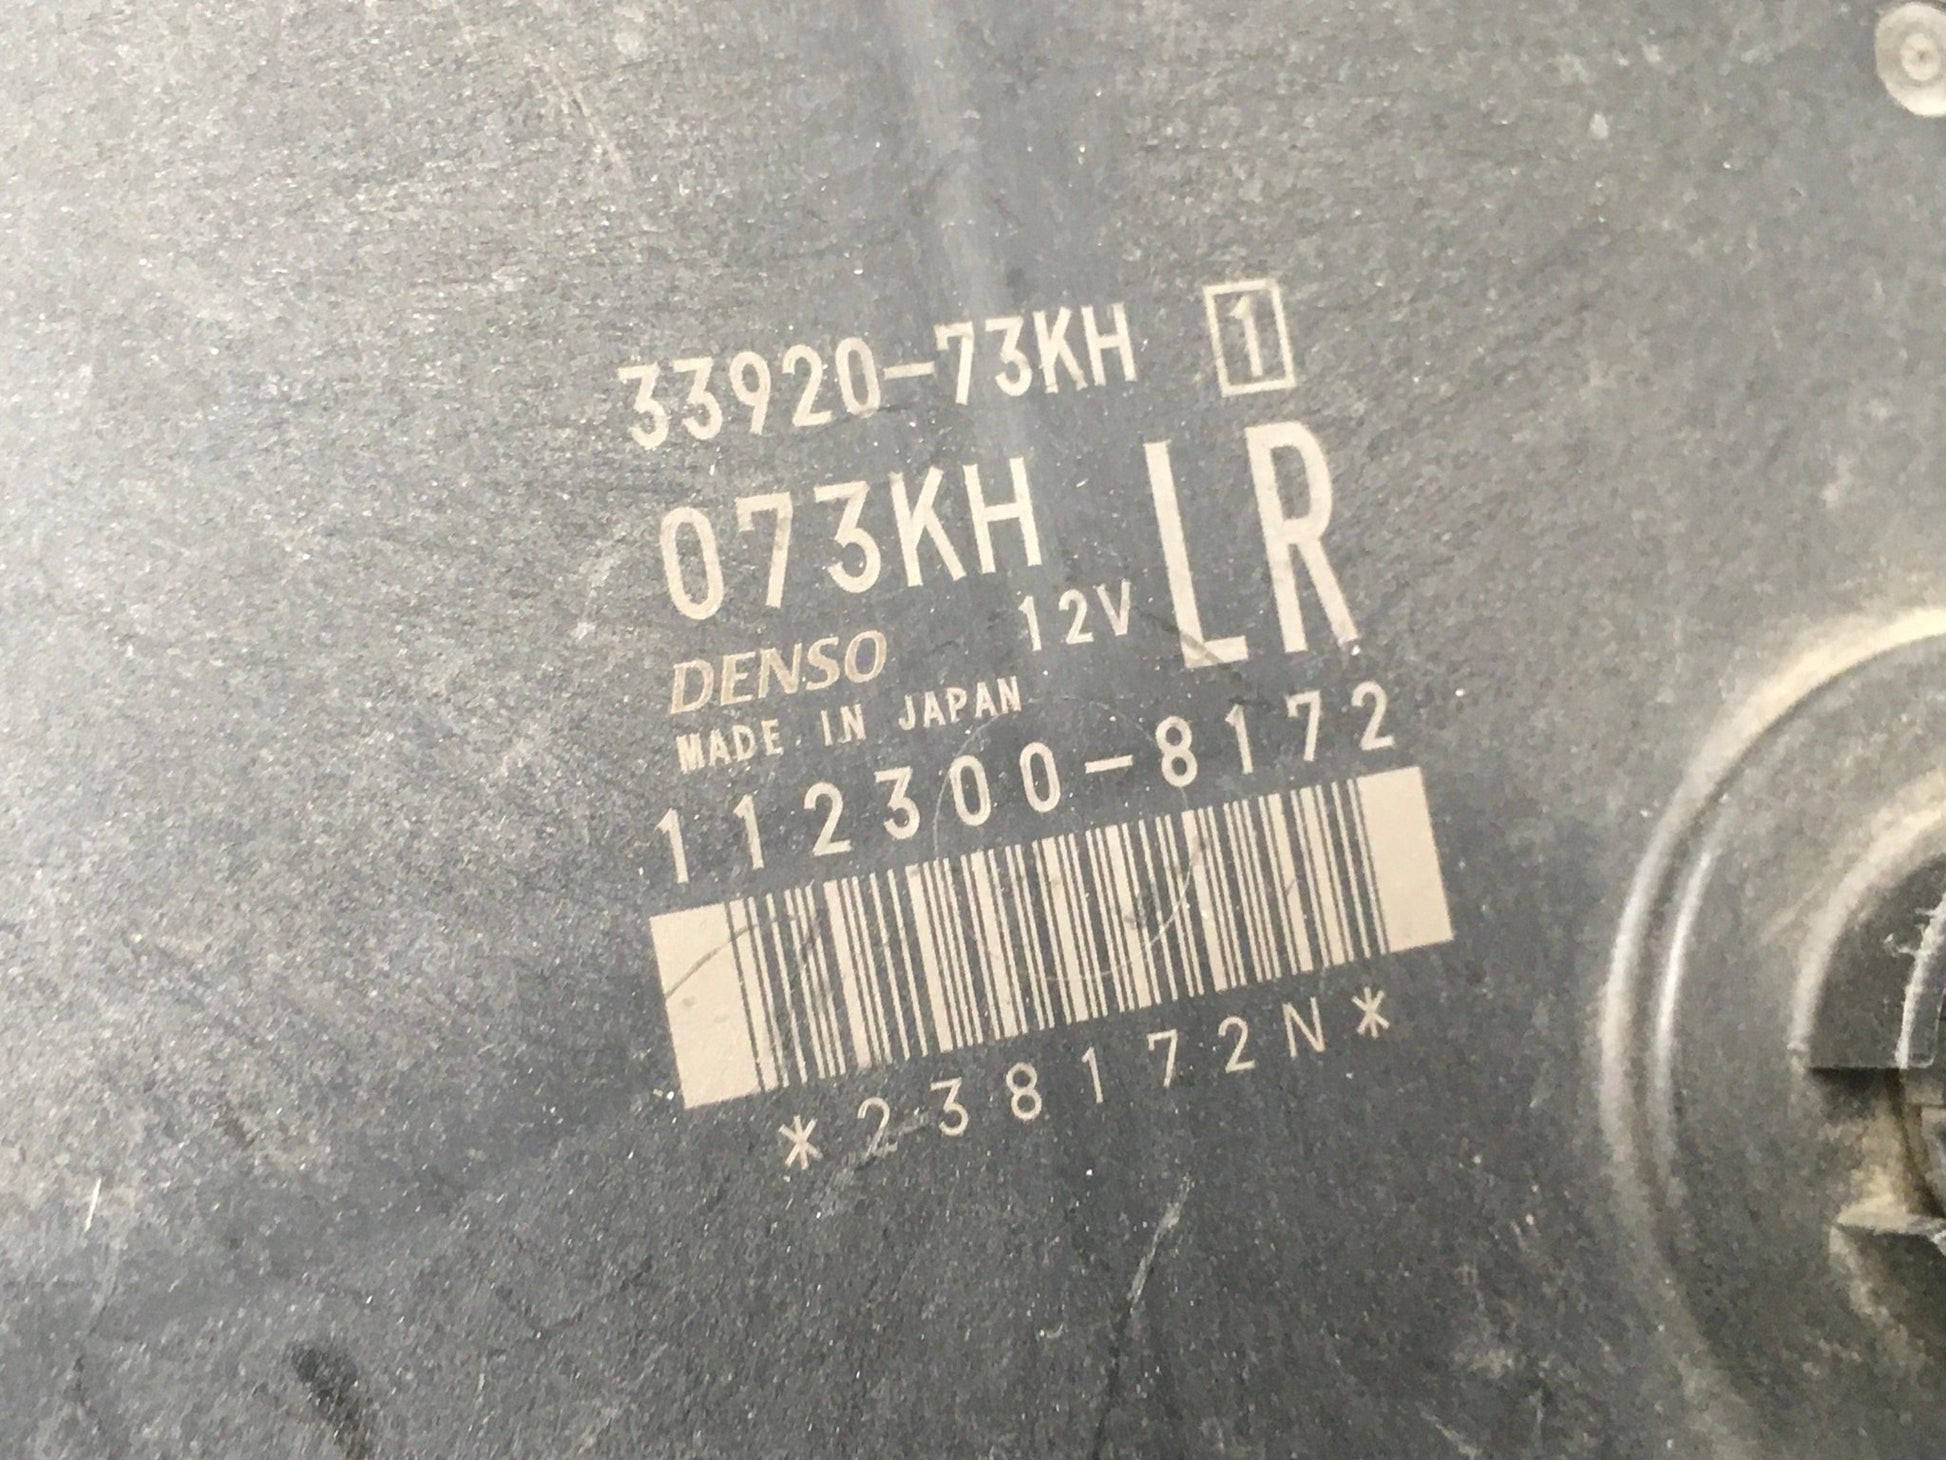 33920-73KH 1
073KH LR
DENSO 12V
MADE IN JAPAN
112300-8172
*238172N*